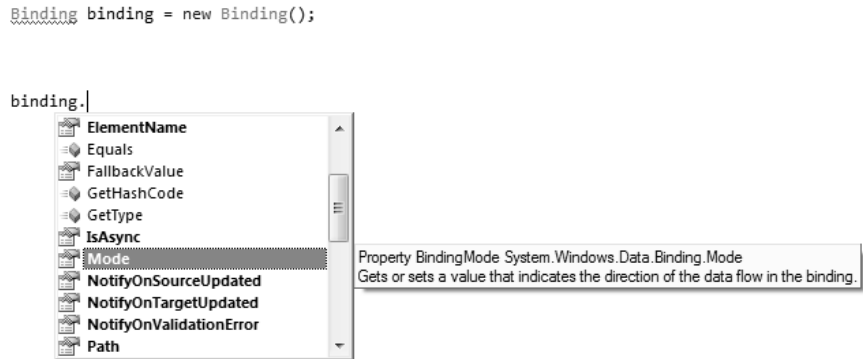 Binding binding = new Binding();
binding.
ElementName
Equals
FallbackValue
GetHashCode
GetType
IsAsync
Mode
Property BindingMode System.Windows.Data.Binding.Mode
Gets or sets a value that indicates the direction of the data flow in the binding.
NotifyOnSourceUpdated
NotifyOnTargetUpdated
NotifyOnValidationError
Path